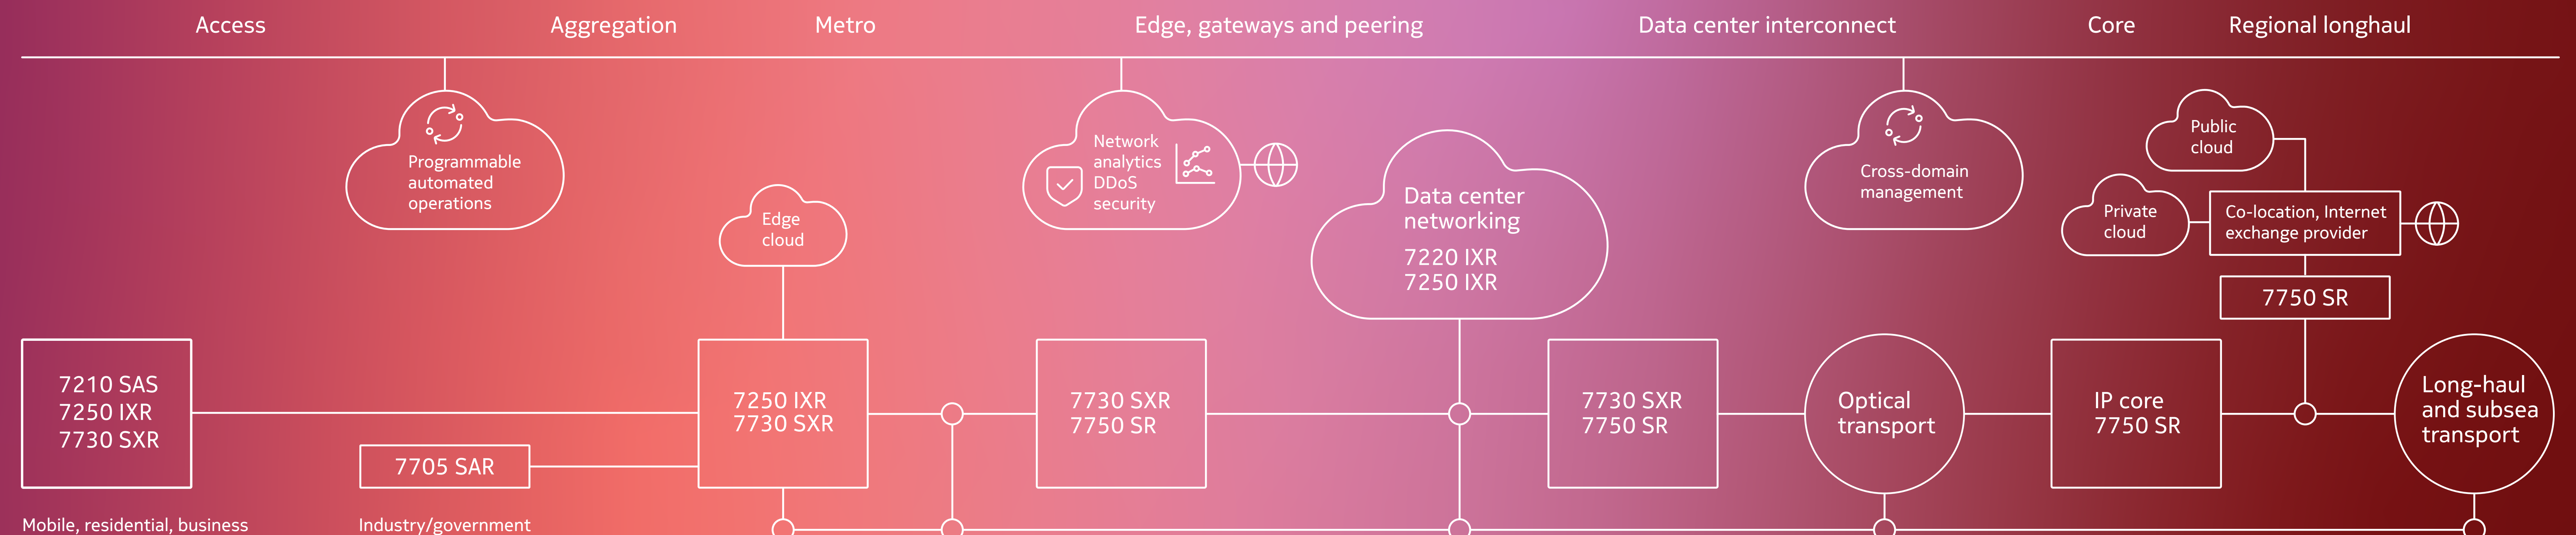 Access
Aggregation
Metro
Edge, gateways and peering
Data center interconnect
Core
Regional longhaul
Programmable
automated
operations
Edge
cloud
Network
analytics
DDoS
security
Data center
networking
7220 IXR
7250 IXR
Cross-domain
management
Public
cloud
Private
cloud
Co-location, Internet
exchange provider
7750 SR
7210 SAS
7250 IXR
7730 SXR
7705 SAR
7250 IXR
7730 SXR
7730 SXR
7750 SR
7730 SXR
7750 SR
Optical
transport
IP core
7750 SR
Long-haul
and subsea
transport
Mobile, residential, business
Industry/government